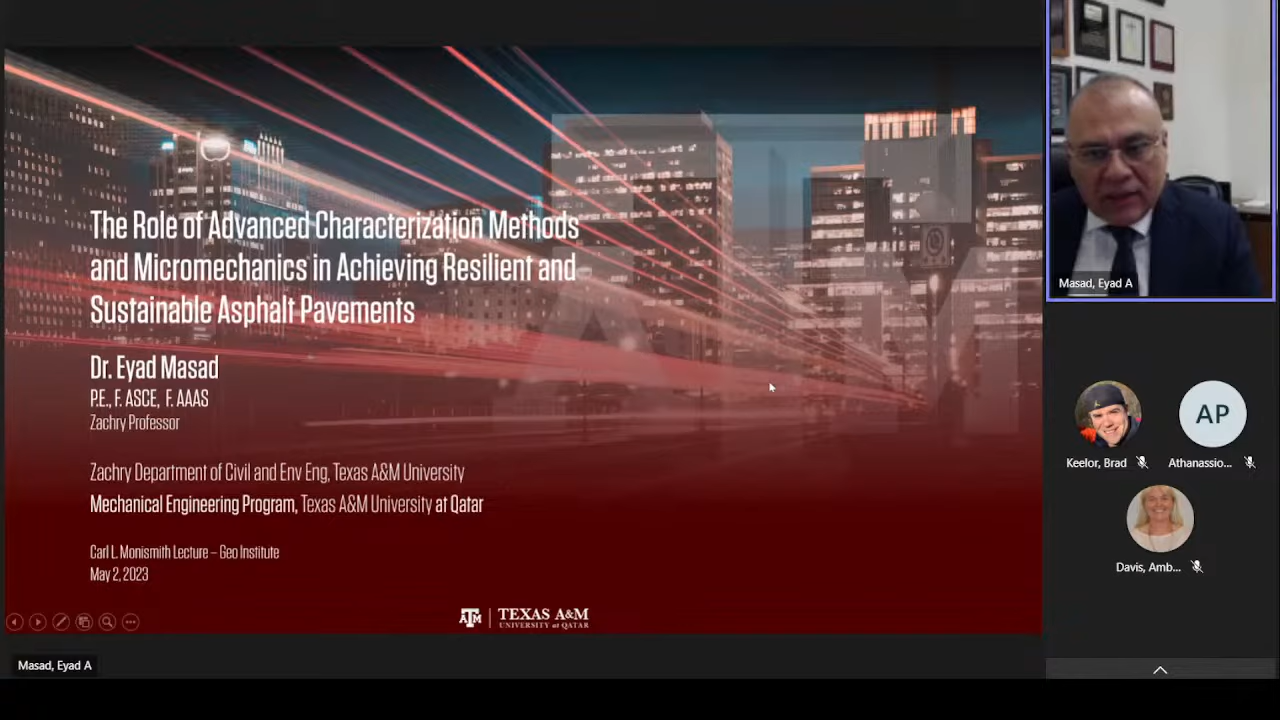 The Role of Advanced Characterization Methods
and Micromechanics in Achieving Resilient and
Sustainable Asphalt Pavements
Dr. Eyad Masad
P.E., F. ASCE, F. AAAS
Zachry Professor
Zachry Department of Civil and Env Eng, Texas A&M University
Mechanical Engineering Program, Texas A&M University at Qatar
Carl L. Monismith Lecture – Geo Institute
May 2, 2023
ATM | TEXAS A&M
UNIVERSITY at QATAR
Masad, Eyad A
Masad, Eyad A
AP
Keelor, Brad
Athanassio...
Davis, Amb...